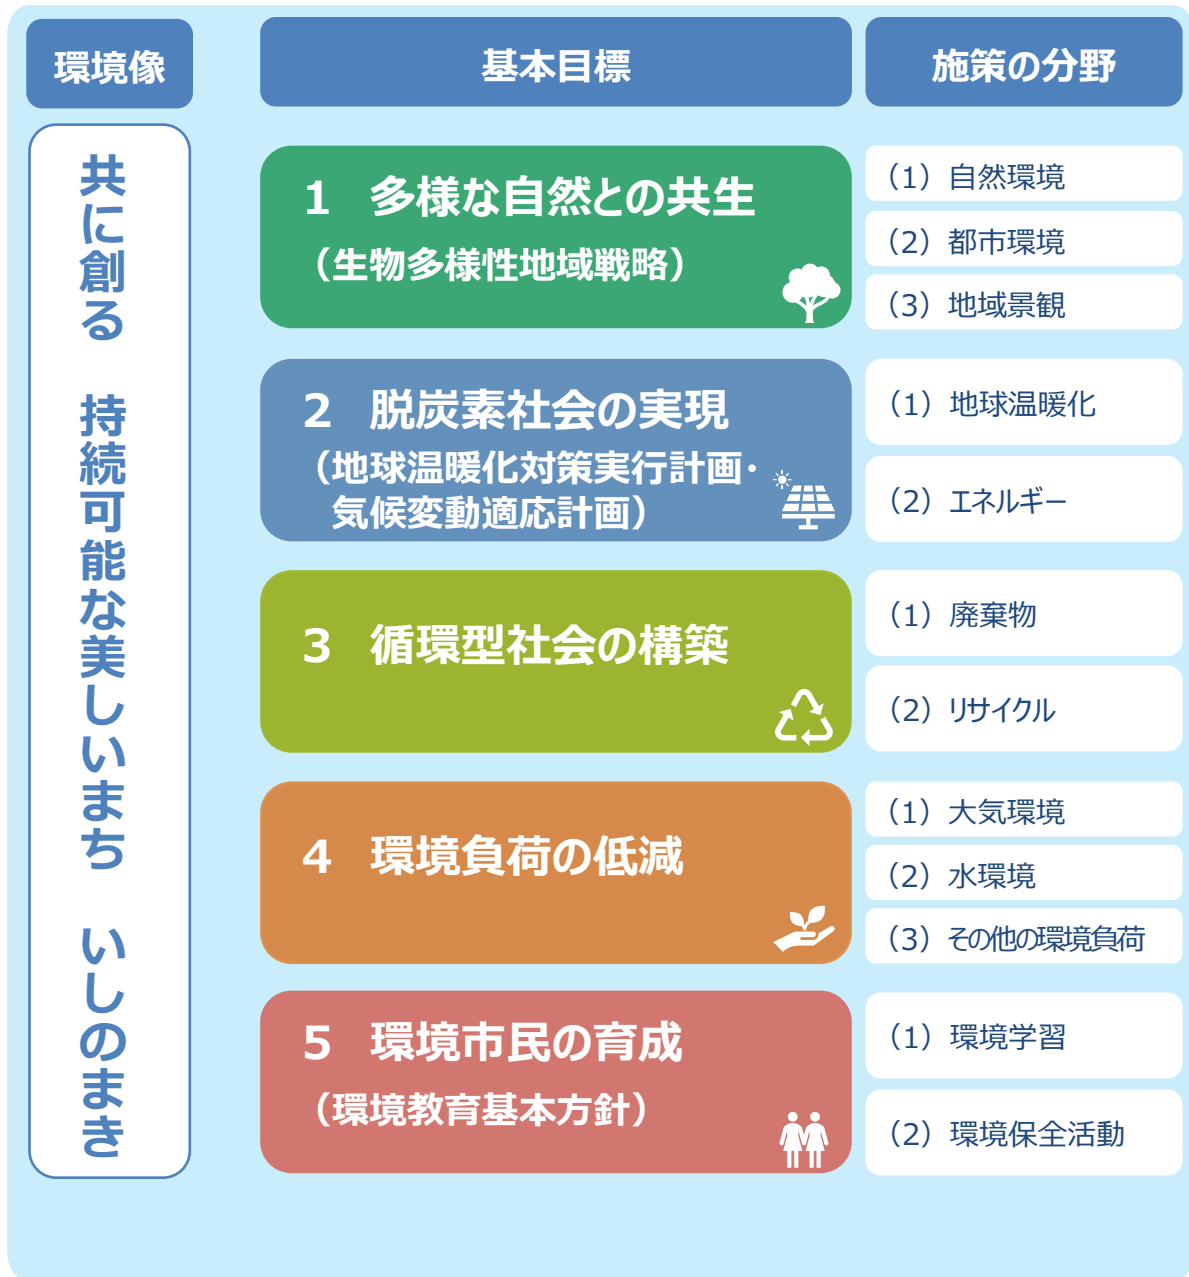 環境像
基本目標
施策の分野
共に創る　持続可能な美しいまち　いしのまき
1　多様な自然との共生
（生物多様性地域戦略）
（1）自然環境
（2）都市環境
（3）地域景観
2　脱炭素社会の実現
（地球温暖化対策実行計画・
気候変動適応計画）
（1）地球温暖化
（2）エネルギー
3　循環型社会の構築
（1）廃棄物
（2）リサイクル
4　環境負荷の低減
（1）大気環境
（2）水環境
（3）その他の環境負荷
5　環境市民の育成
（環境教育基本方針）
（1）環境学習
（2）環境保全活動